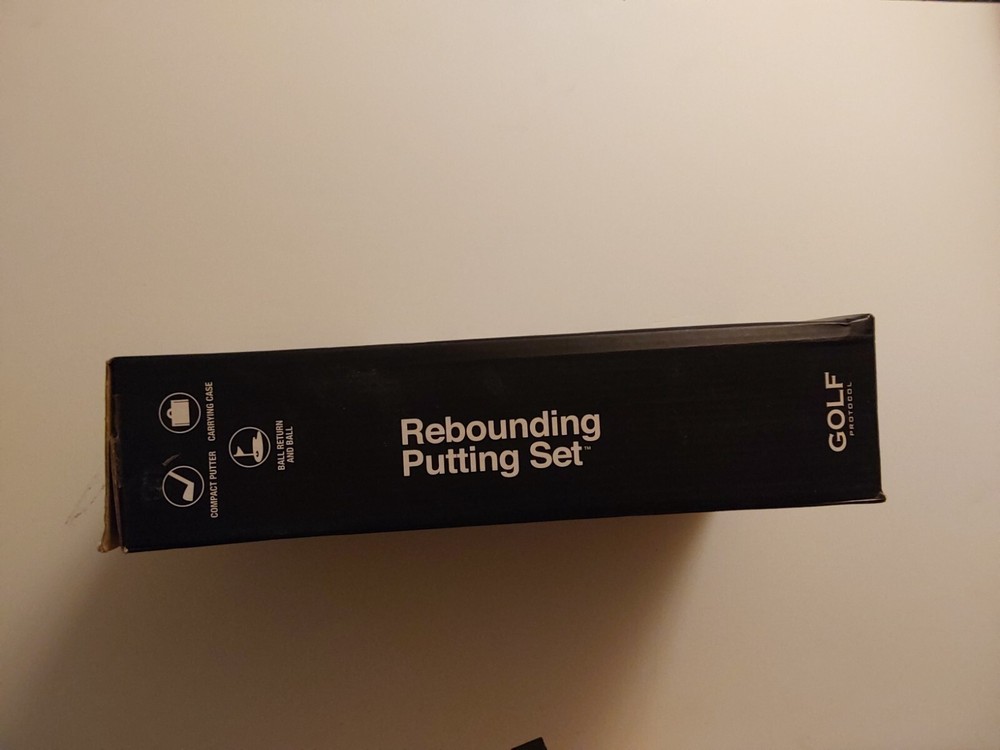 Rebounding
Putting Set™
GOLF
PROTOCOL
COMPACT PUTTER
CARRYING CASE
BALL RETURN
AND BALL